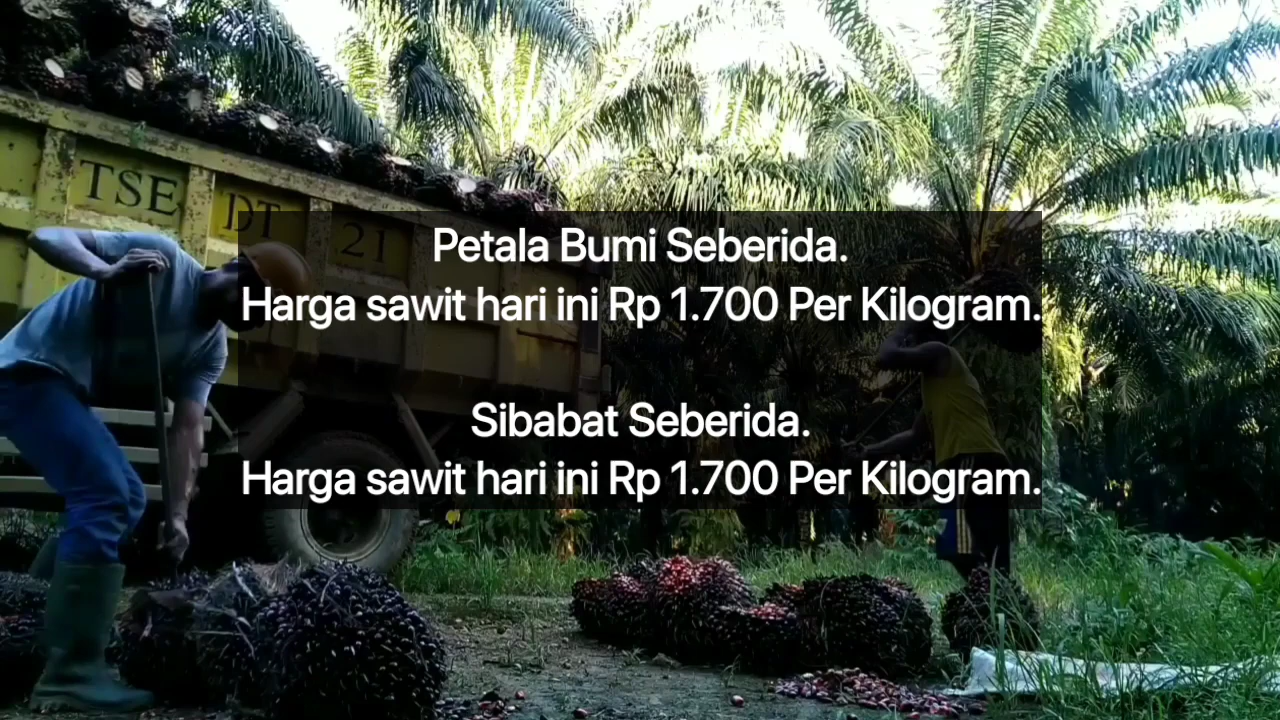 TSE DT 21
Petala Bumi Seberida.
Harga sawit hari ini Rp 1.700 Per Kilogram.
Sibabat Seberida.
Harga sawit hari ini Rp 1.700 Per Kilogram.